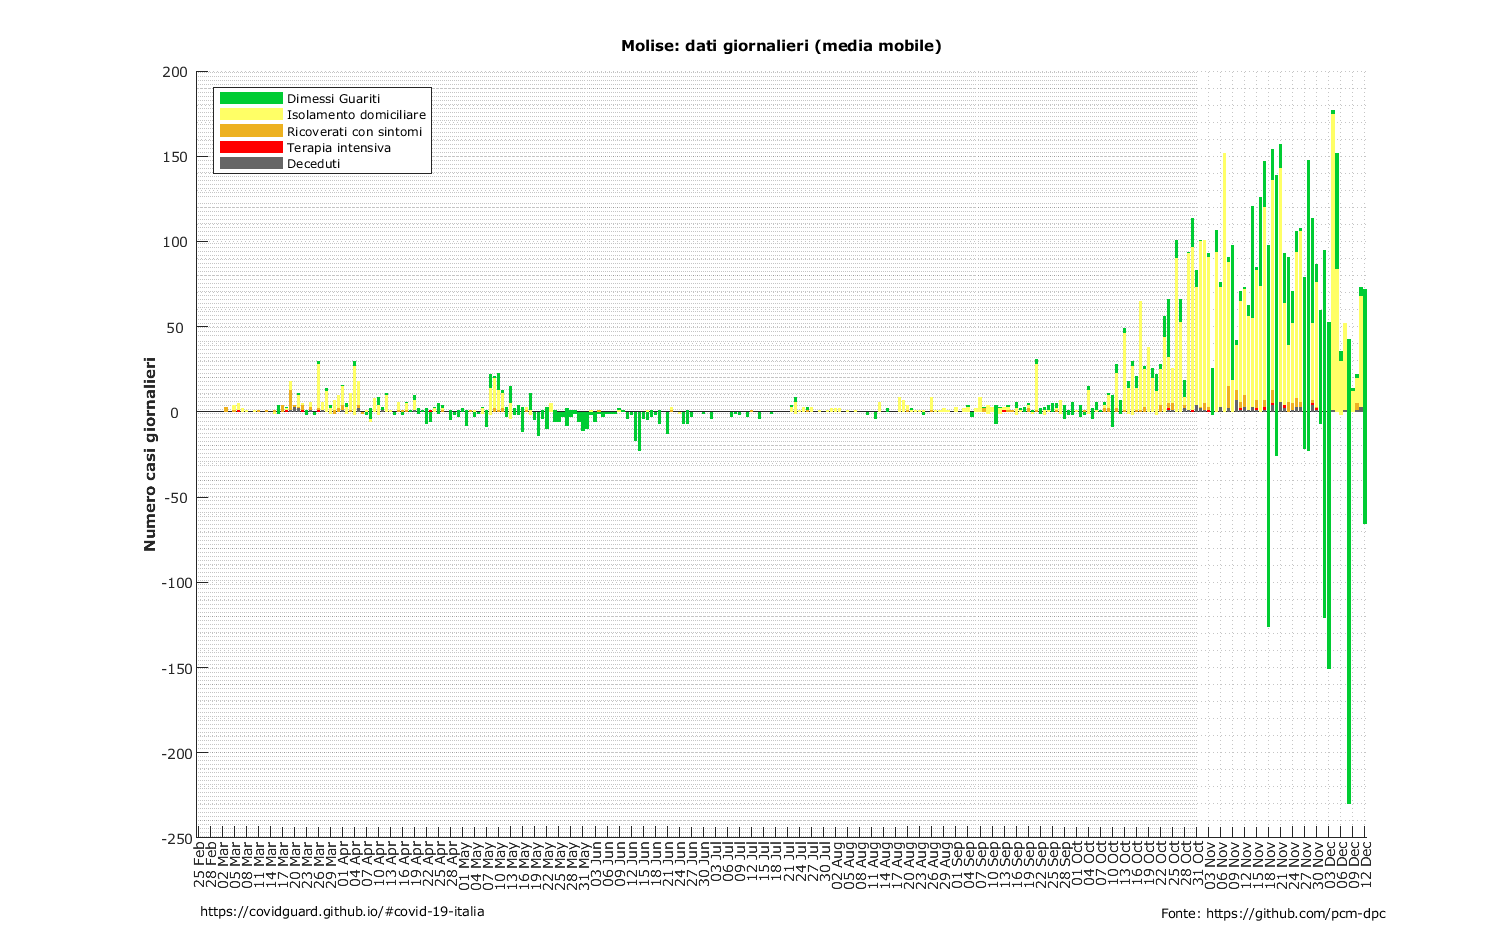 Molise: dati giornalieri (media mobile)
Numero casi giornalieri
200
150
100
50
0
-50
-100
-150
-200
-250
Dimessi Guariti
Isolamento domiciliare
Ricoverati con sintomi
Terapia intensiva
Deceduti
25 Feb
28 Feb
02 Mar
05 Mar
08 Mar
11 Mar
14 Mar
17 Mar
20 Mar
23 Mar
26 Mar
29 Mar
01 Apr
04 Apr
07 Apr
10 Apr
13 Apr
16 Apr
19 Apr
22 Apr
25 Apr
28 Apr
01 May
04 May
07 May
10 May
13 May
16 May
19 May
22 May
25 May
28 May
31 May
03 Jun
06 Jun
09 Jun
12 Jun
15 Jun
18 Jun
21 Jun
24 Jun
27 Jun
30 Jun
03 Jul
06 Jul
09 Jul
12 Jul
15 Jul
18 Jul
21 Jul
24 Jul
27 Jul
30 Jul
02 Aug
05 Aug
08 Aug
11 Aug
14 Aug
17 Aug
20 Aug
23 Aug
26 Aug
29 Aug
01 Sep
04 Sep
07 Sep
10 Sep
13 Sep
16 Sep
19 Sep
22 Sep
25 Sep
28 Sep
01 Oct
04 Oct
07 Oct
10 Oct
13 Oct
16 Oct
19 Oct
22 Oct
25 Oct
28 Oct
31 Oct
03 Nov
06 Nov
09 Nov
12 Nov
15 Nov
18 Nov
21 Nov
24 Nov
27 Nov
30 Nov
03 Dec
06 Dec
09 Dec
12 Dec
https://covidguard.github.io/#covid-19-italia
Fonte: https://github.com/pcm-dpc